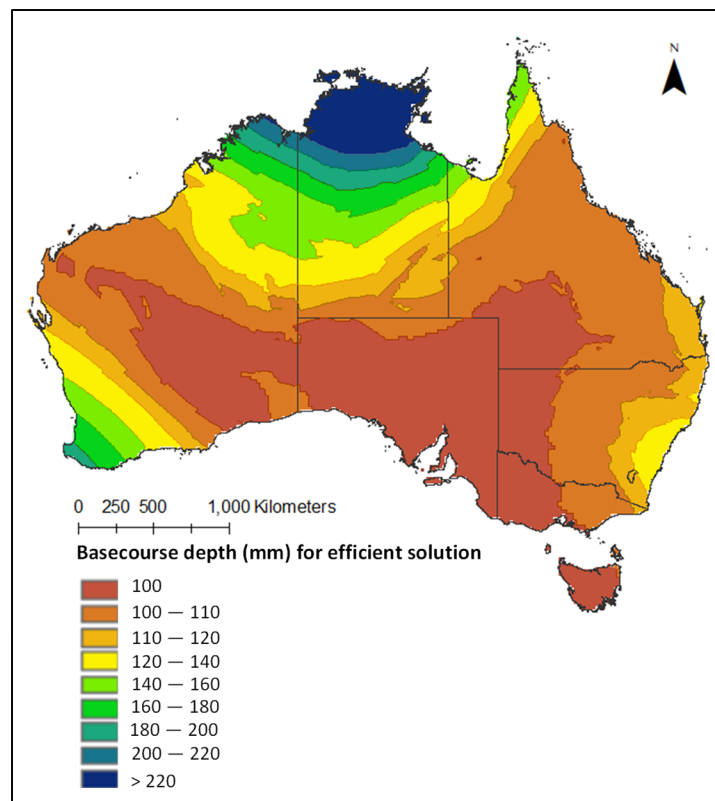 N
0 250 500 1,000 Kilometers
Basecourse depth (mm) for efficient solution
100
100 — 110
110 — 120
120 — 140
140 — 160
160 — 180
180 — 200
200 — 220
> 220